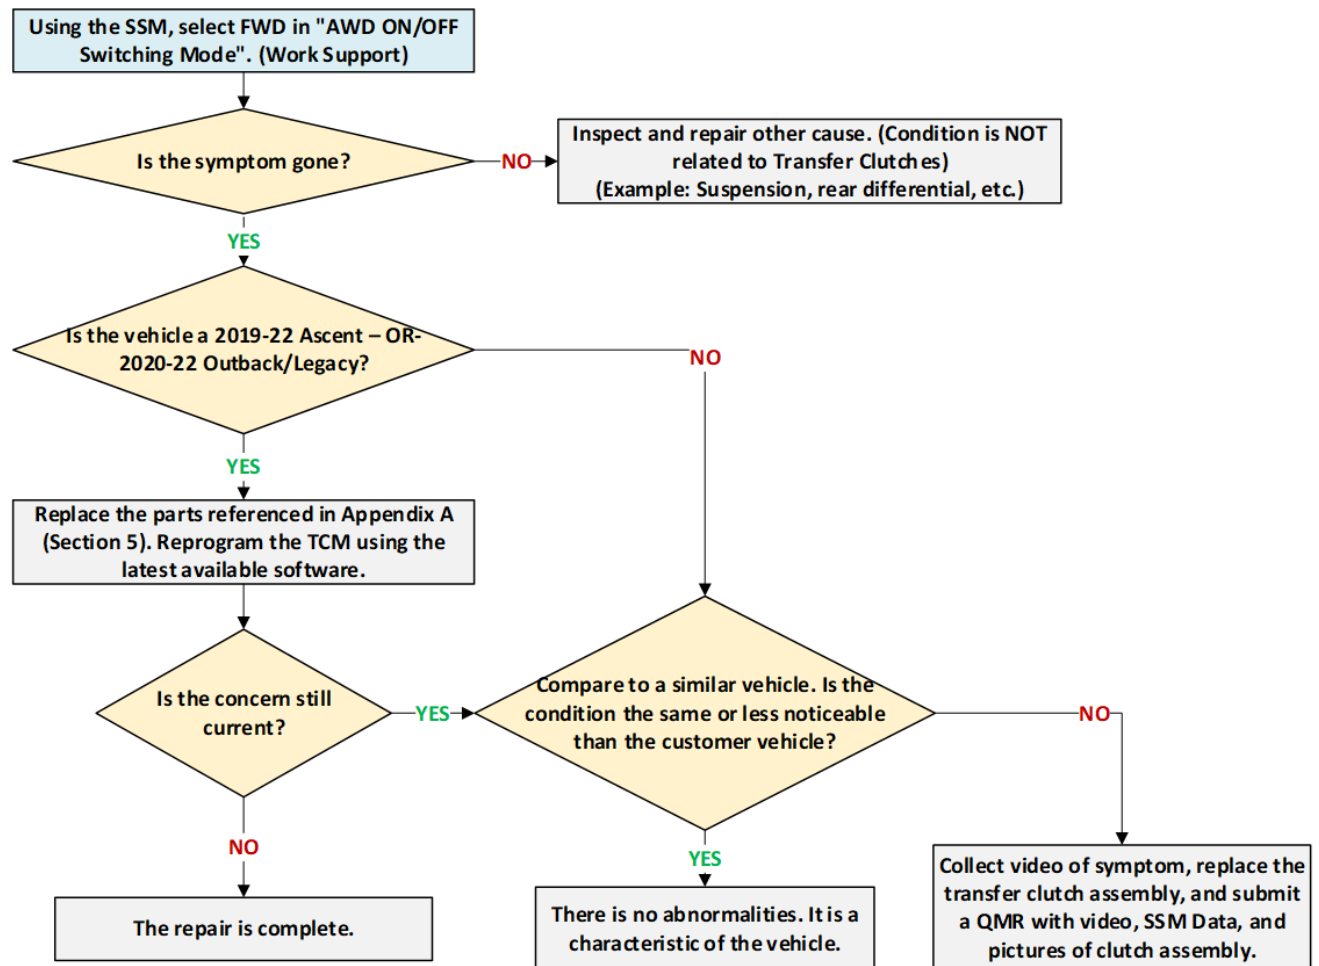 Using the SSM, select FWD in "AWD ON/OFF
Switching Mode". (Work Support)
Is the symptom gone?
NO
Inspect and repair other cause. (Condition is NOT
related to Transfer Clutches)
(Example: Suspension, rear differential, etc.)
YES
Is the vehicle a 2019-22 Ascent – OR-
2020-22 Outback/Legacy?
NO
YES
Replace the parts referenced in Appendix A
(Section 5). Reprogram the TCM using the
latest available software.
Is the concern still
current?
YES
Compare to a similar vehicle. Is the
condition the same or less noticeable
than the customer vehicle?
NO
NO
The repair is complete.
YES
There is no abnormalities. It is a
characteristic of the vehicle.
Collect video of symptom, replace the
transfer clutch assembly, and submit
a QMR with video, SSM Data, and
pictures of clutch assembly.